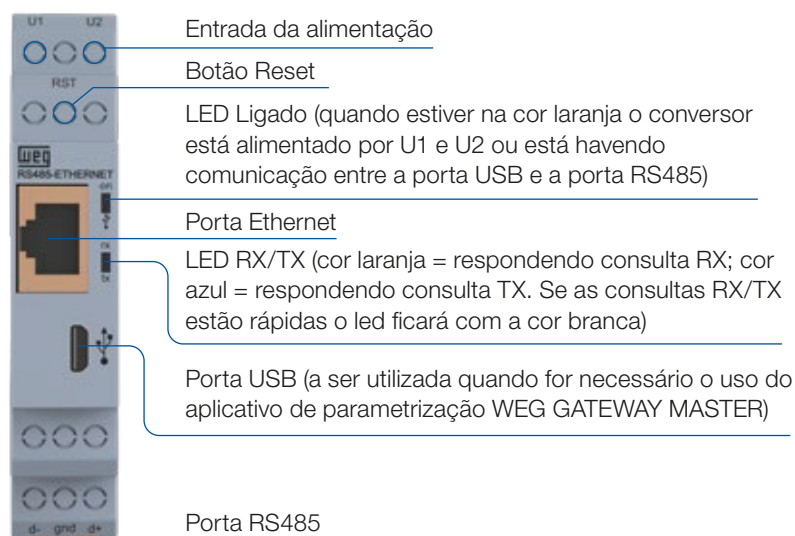 U1 U2
Entrada da alimentação
Botão Reset
RST
LED Ligado (quando estiver na cor laranja o conversor
está alimentado por U1 e U2 ou está havendo
comunicação entre a porta USB e a porta RS485)
weg
RS485-ETHERNET
on
Porta Ethernet
LED RX/TX (cor laranja = respondendo consulta RX; cor
azul = respondendo consulta TX. Se as consultas RX/TX
estão rápidas o led ficará com a cor branca)
rx
tx
Porta USB (a ser utilizada quando for necessário o uso do
aplicativo de parametrização WEG GATEWAY MASTER)
Porta RS485
d- gnd d+